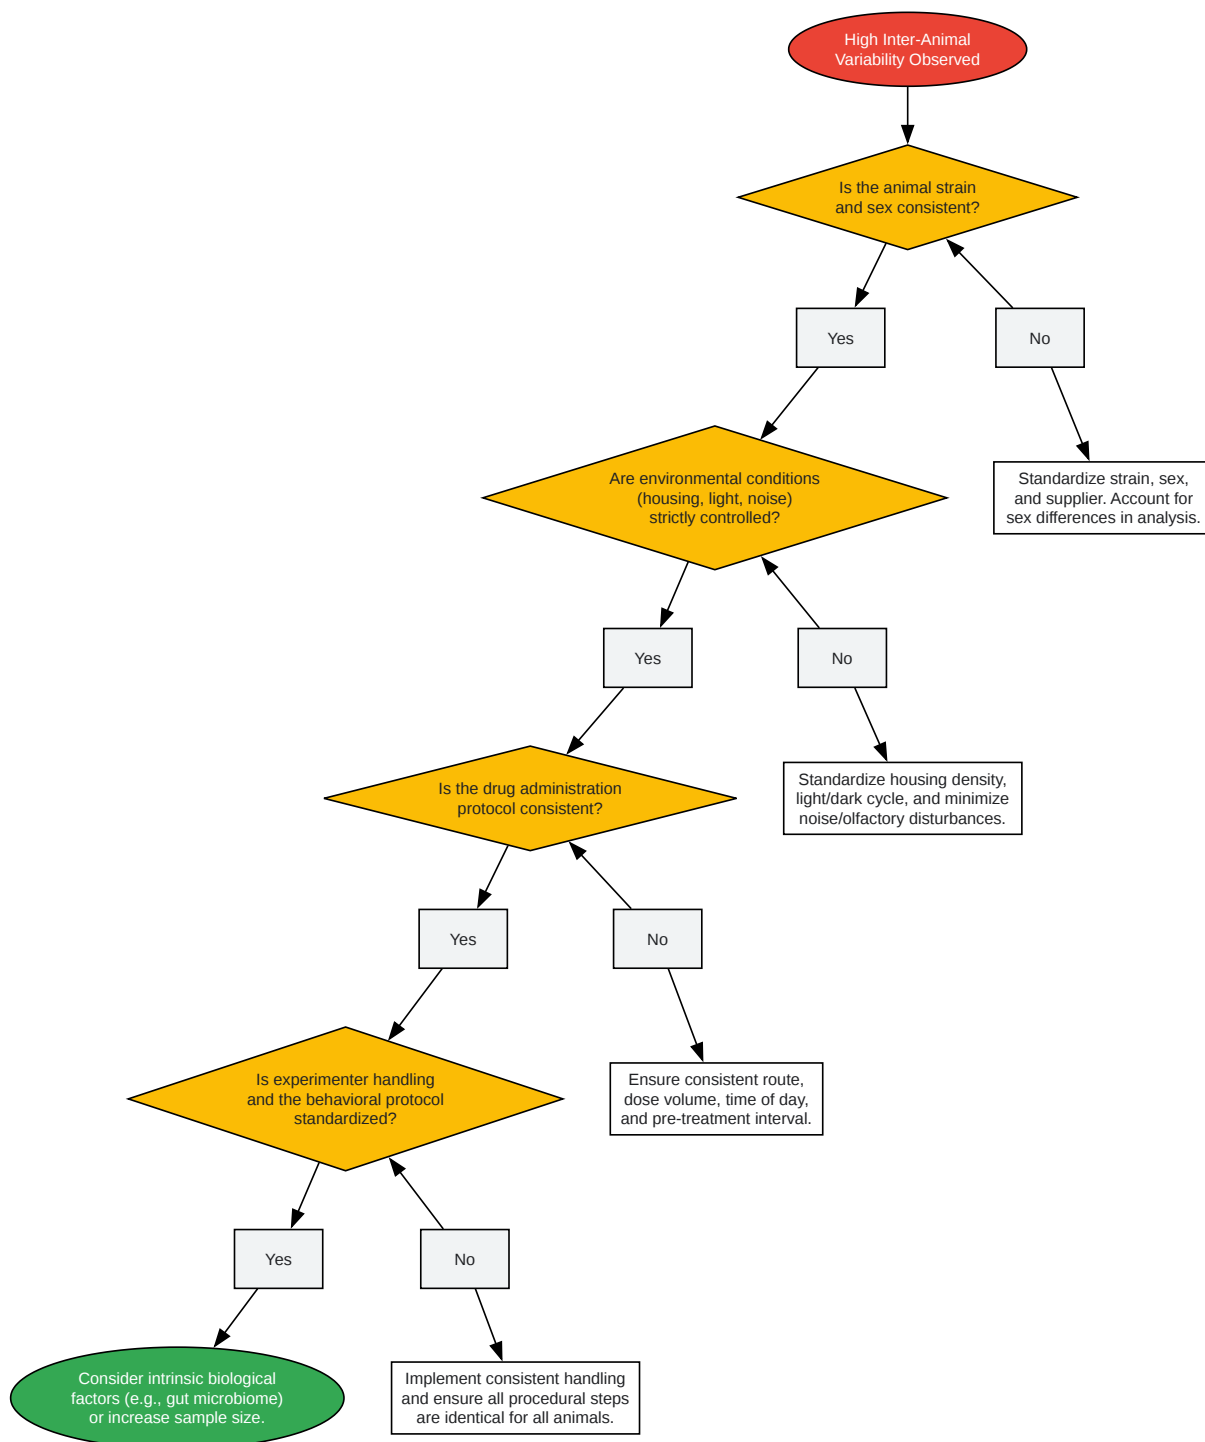 High Inter-Animal
Variability Observed
Is the animal strain
and sex consistent?
Yes
No
Standardize strain, sex,
and supplier. Account for
sex differences in analysis.
Are environmental conditions
(housing, light, noise)
strictly controlled?
Yes
No
Standardize housing density,
light/dark cycle, and minimize
noise/olfactory disturbances.
Is the drug administration
protocol consistent?
Yes
No
Ensure consistent route,
dose volume, time of day,
and pre-treatment interval.
Is experimenter handling
and the behavioral protocol
standardized?
Yes
No
Consider intrinsic biological
factors (e.g., gut microbiome)
or increase sample size.
Implement consistent handling
and ensure all procedural steps
are identical for all animals.